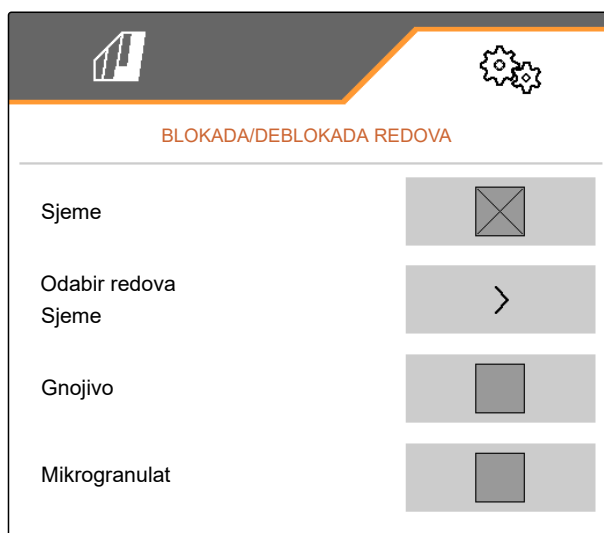 BLOKADA/DEBLOKADA REDOVA
Sjeme
Odabir redova
Sjeme
Gnojivo
Mikrogranulat